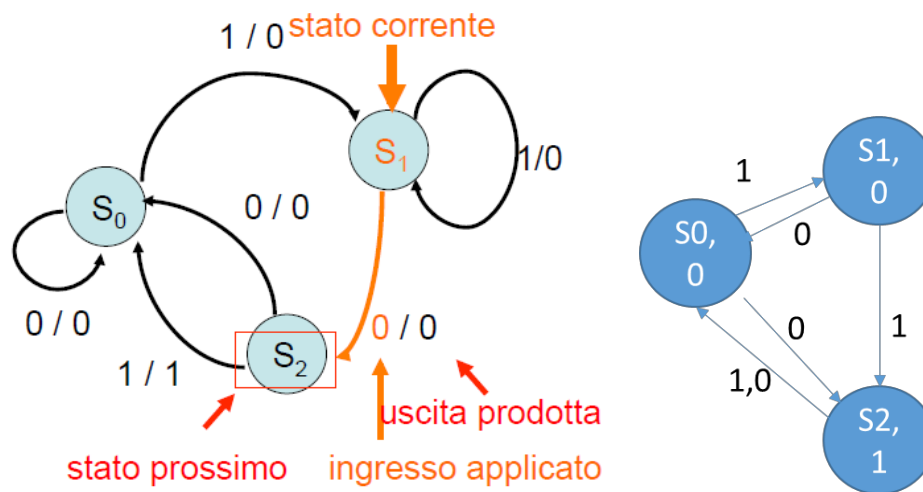 stato corrente
1 / 0
S1
1/0
S0
0 / 0
0 / 0
0 / 0
S2
1 / 1
uscita prodotta
stato prossimo
ingresso applicato
S1,
0
1
S0,
0
0
0
1
1,0
S2,
1